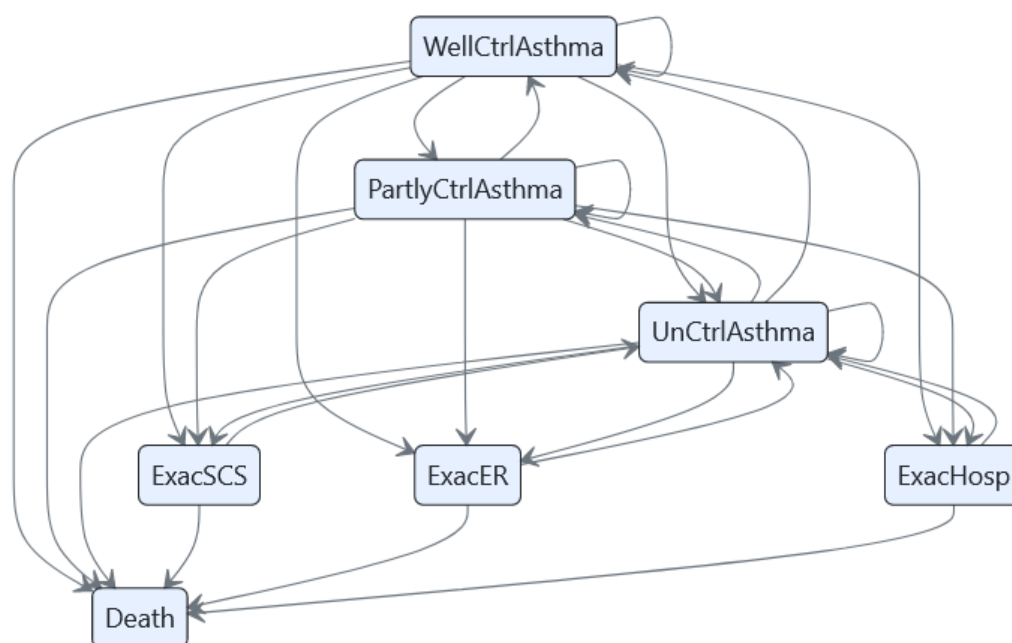 WellCtrlAsthma
PartlyCtrlAsthma
UnCtrlAsthma
ExacSCS
ExacER
ExacHosp
Death